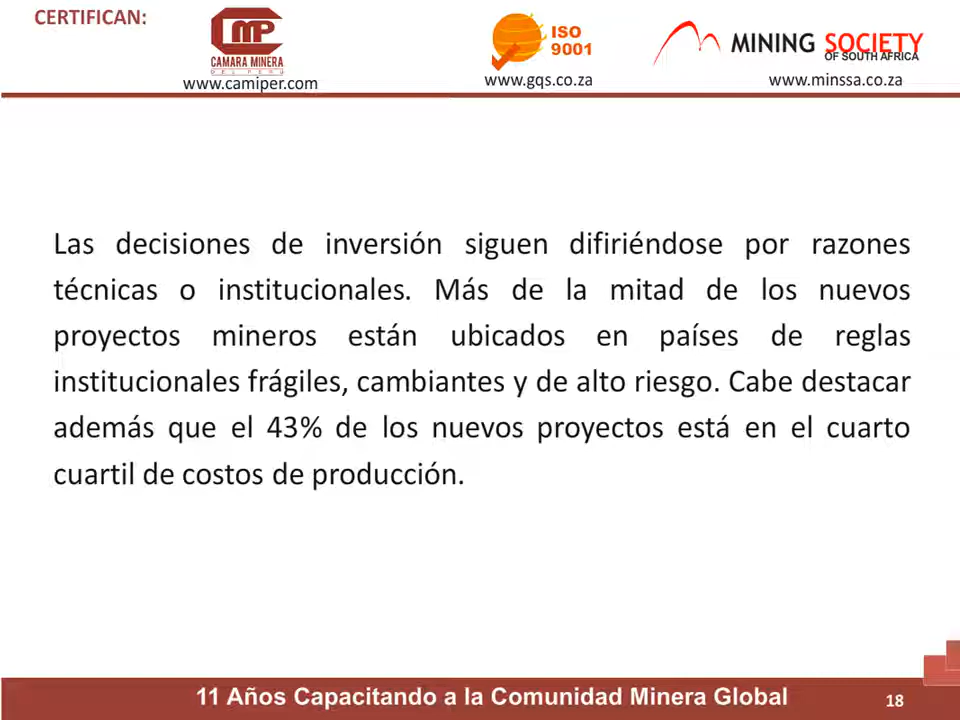 CERTIFICAN:
CMP
CAMARA MINERA
DEL PERU
www.camiper.com
ISO
9001
www.gqs.co.za
MINING SOCIETY
OF SOUTH AFRICA
www.minssa.co.za
Las decisiones de inversión siguen difiriéndose por razones
técnicas o institucionales. Más de la mitad de los nuevos
proyectos mineros están ubicados en países de reglas
institucionales frágiles, cambiantes y de alto riesgo. Cabe destacar
además que el 43% de los nuevos proyectos está en el cuarto
cuartil de costos de producción.
11 Años Capacitando a la Comunidad Minera Global
18